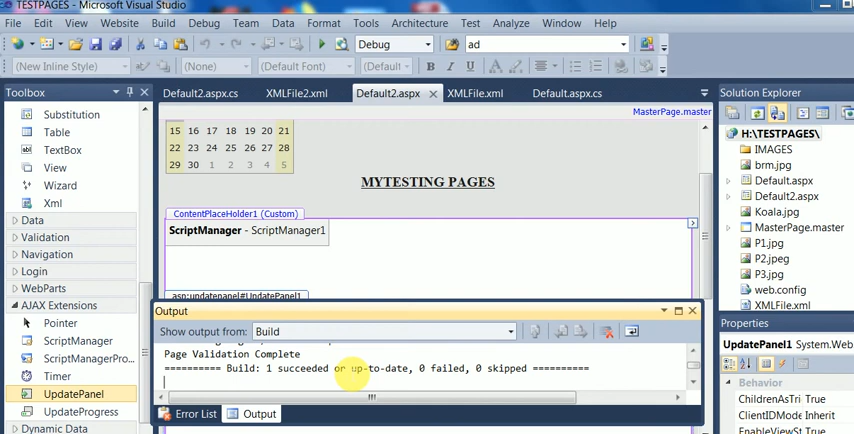 TESTPAGES - Microsoft Visual Studio
File Edit View Website Build Debug Team Data Format Tools Architecture Test Analyze Window Help
Debug ad
(New Inline Style) (None) (Default Font) (Default B I U A
Toolbox
Substitution
Table
TextBox
View
Wizard
Xml
Data
Validation
Navigation
Login
WebParts
AJAX Extensions
Pointer
ScriptManager
ScriptManagerPro...
Timer
UpdatePanel
UpdateProgress
Dynamic Data
Default2.aspx.cs XMLFile2.xml Default2.aspx XMLFile.xml Default.aspx.cs
MasterPage.master
15 16 17 18 19 20 21
22 23 24 25 26 27 28
29 30 1 2 3 4 5
MYTESTING PAGES
ContentPlaceHolder1 (Custom)
ScriptManager - ScriptManager1
asp:updatepanel#UpdatePanel1
Output
Show output from: Build
Page Validation Complete
========== Build: 1 succeeded or up-to-date, 0 failed, 0 skipped ==========
Error List Output
Solution Explorer
H:\TESTPAGES\
IMAGES
brm.jpg
Default.aspx
Default2.aspx
Koala.jpg
MasterPage.master
P1.jpg
P2.jpeg
P3.jpg
web.config
XMLFile.xml
Properties
UpdatePanel1 System.Web
Behavior
ChildrenAsTri True
ClientIDMode Inherit
EnableViewSt True